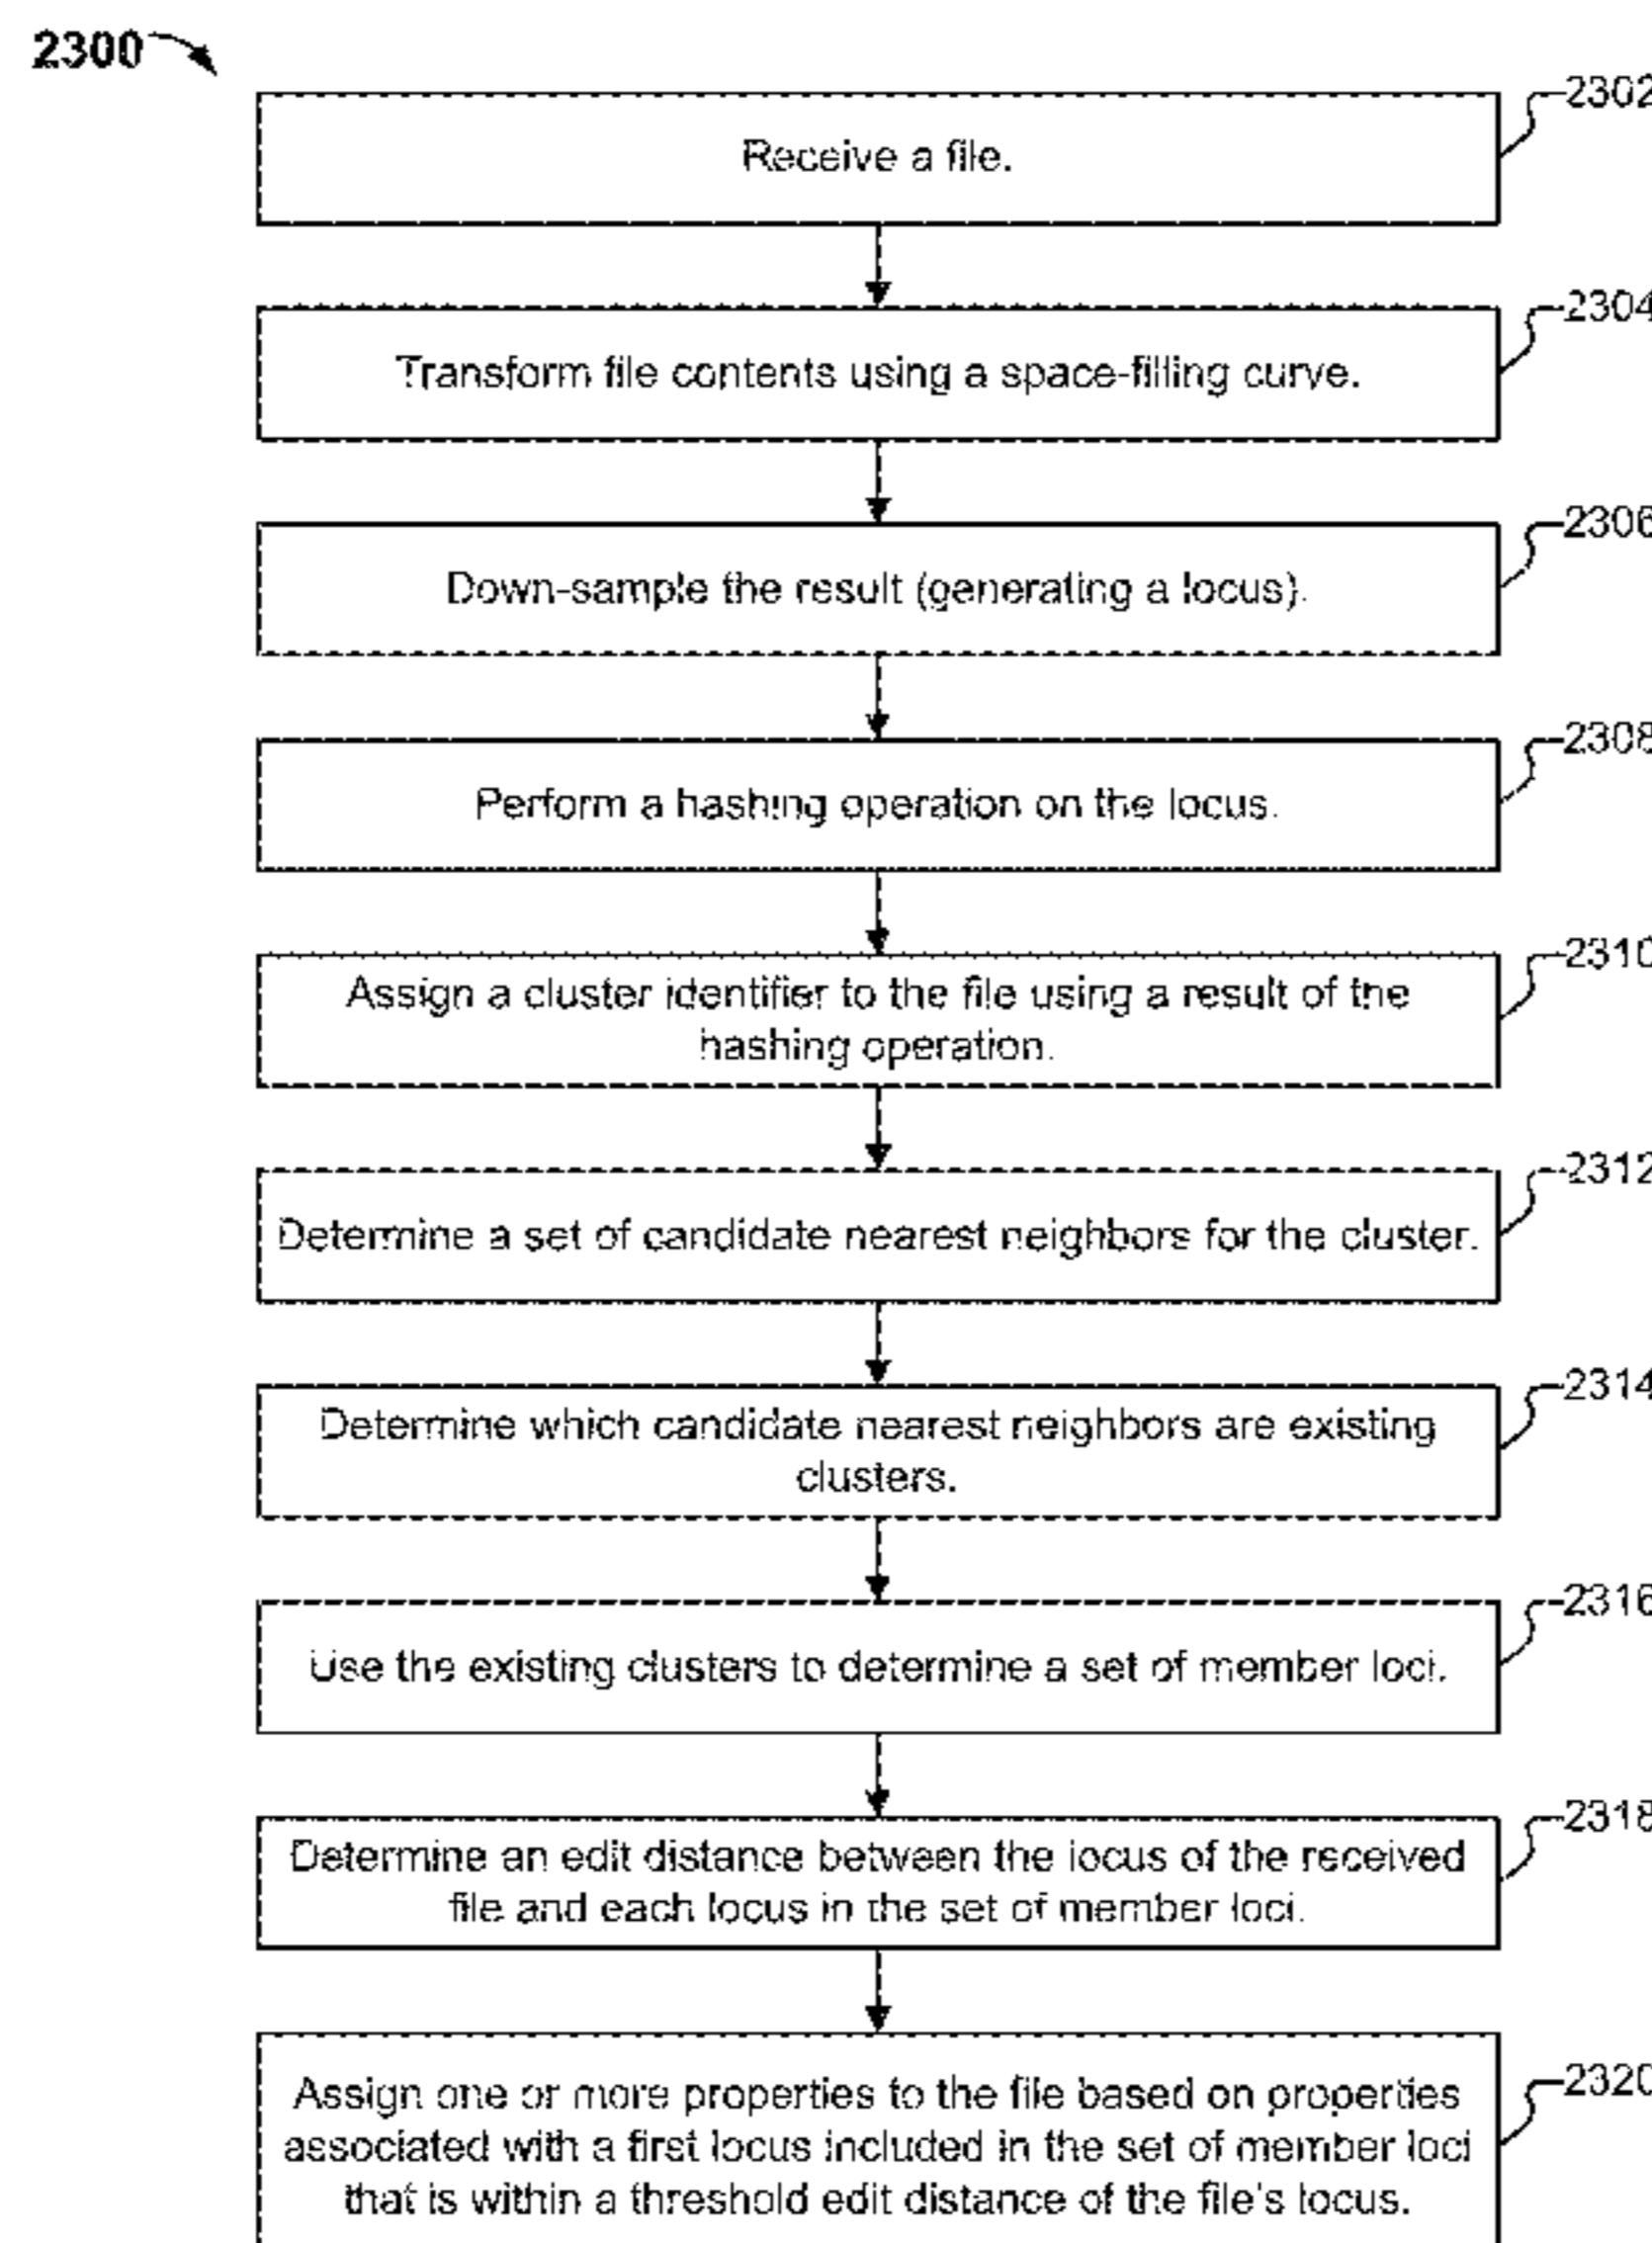 2300
2302
Receive a file.
2304
Transform file contents using a space-filling curve.
2306
Down-sample the result (generating a locus).
2308
Perform a hashing operation on the locus.
2310
Assign a cluster identifier to the file using a result of the
hashing operation.
2312
Determine a set of candidate nearest neighbors for the cluster.
2314
Determine which candidate nearest neighbors are existing
clusters.
2316
Use the existing clusters to determine a set of member loci.
2318
Determine an edit distance between the locus of the received
file and each locus in the set of member loci.
2320
Assign one or more properties to the file based on properties
associated with a first locus included in the set of member loci
that is within a threshold edit distance of the file's locus.